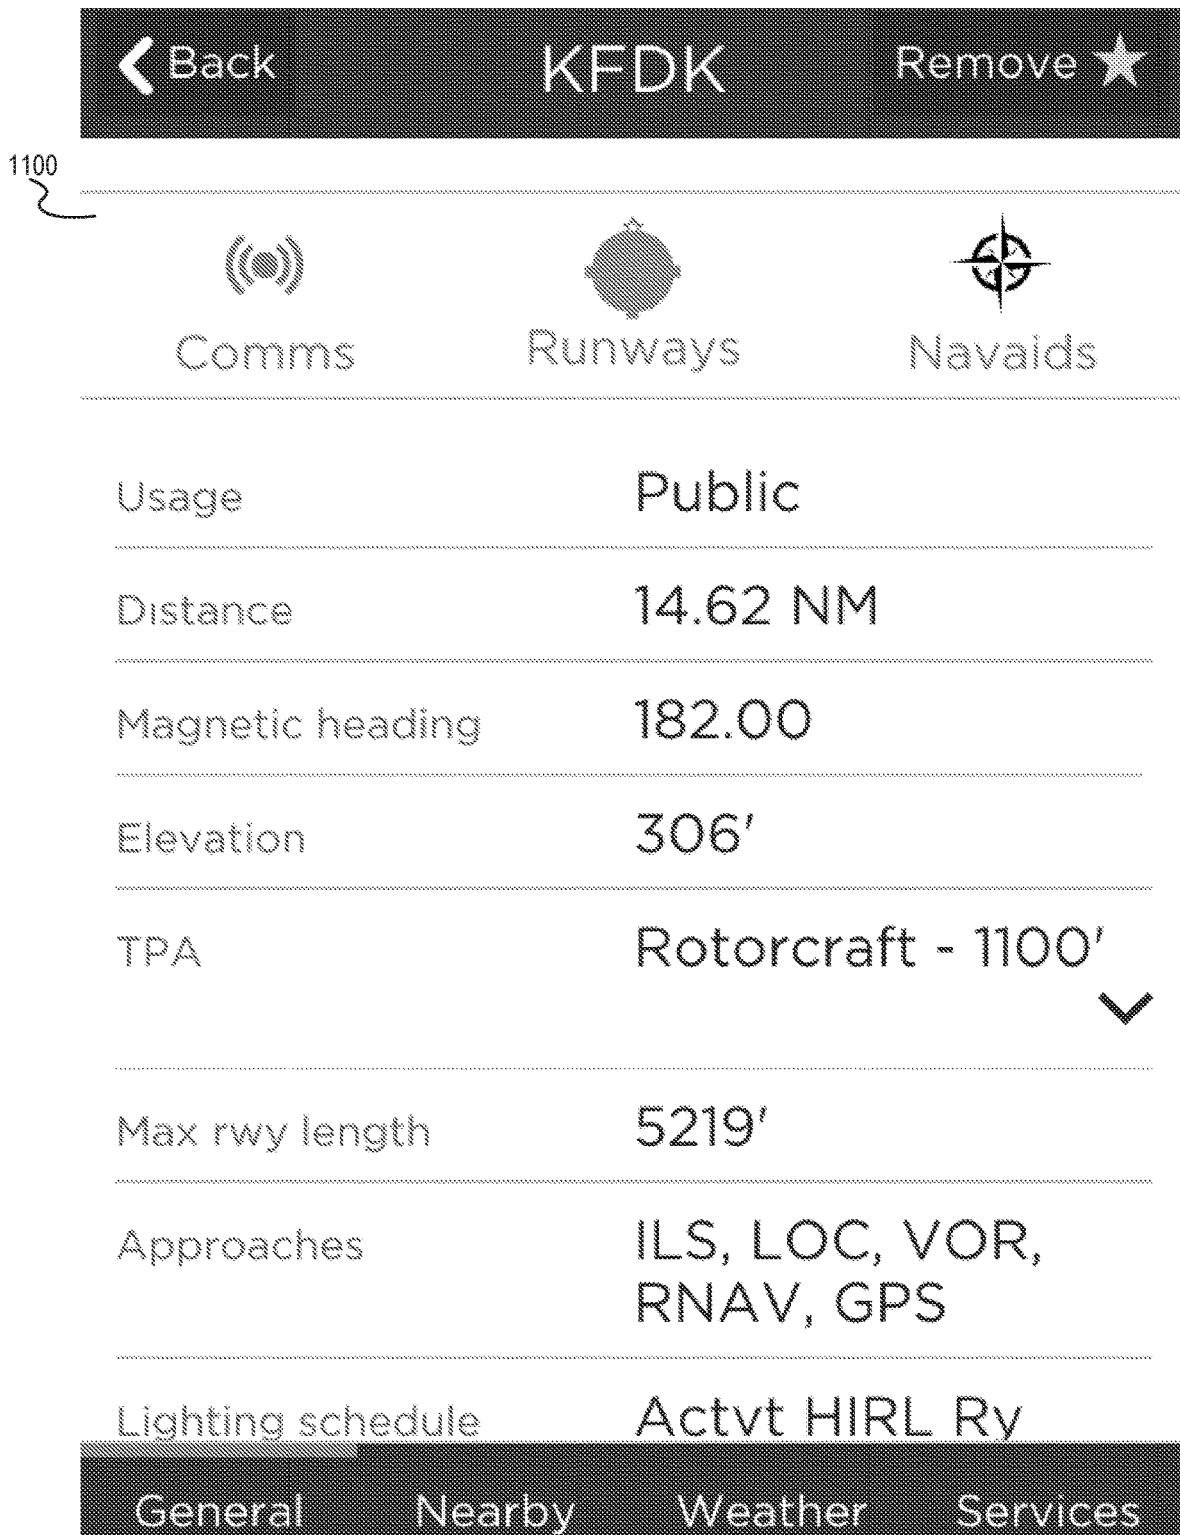 Back KFDK Remove
1100
Comms Runways Navaids
Usage Public
Distance 14.62 NM
Magnetic heading 182.00
Elevation 306'
TPA Rotorcraft - 1100'
Max rwy length 5219'
Approaches ILS, LOC, VOR,
RNAV, GPS
Lighting schedule Actvt HIRL Ry
General Nearby Weather Services